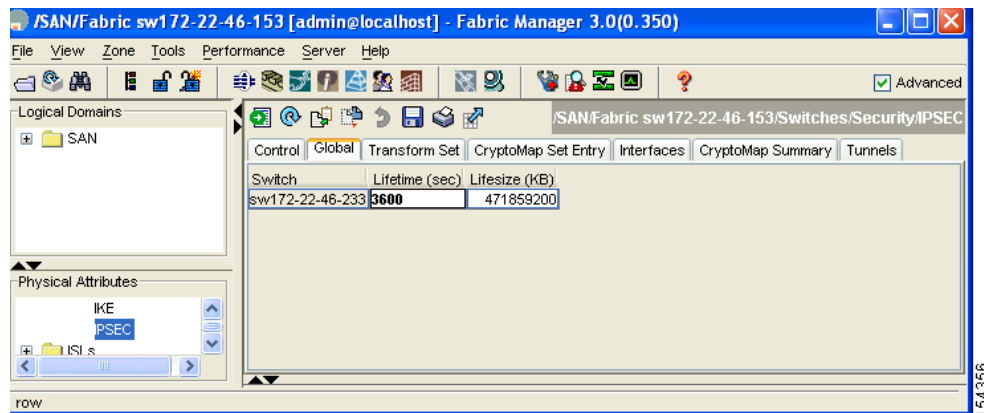 /SAN/Fabric sw172-22-46-153 [admin@localhost] - Fabric Manager 3.0(0.350)
File View Zone Tools Performance Server Help
Advanced
Logical Domains
SAN
/SAN/Fabric sw172-22-46-153/Switches/Security/IPSEC
Control Global Transform Set CryptoMap Set Entry Interfaces CryptoMap Summary Tunnels
Switch Lifetime (sec) Lifesize (KB)
sw172-22-46-233 3600 471859200
Physical Attributes
IKE
IPSEC
ISLs
row
154356